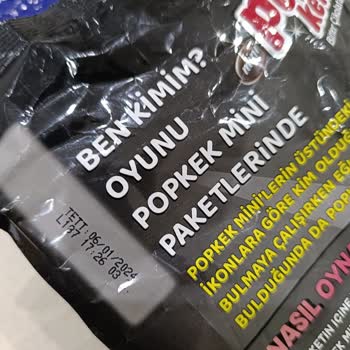 BEN KİMİM?
OYUNU
POPKEK MİNİ
PAKETLERİNDE
POPKEK MİNİ'LERİN ÜSTÜNDEKİ
İKONLARA GÖRE KİM OLDUĞ
BULMAYA ÇALIŞIRKEN EĞ
BULDUĞUNDA DA POP
NASIL OYN
TETT: 06/01/2024
L137 17:26 03